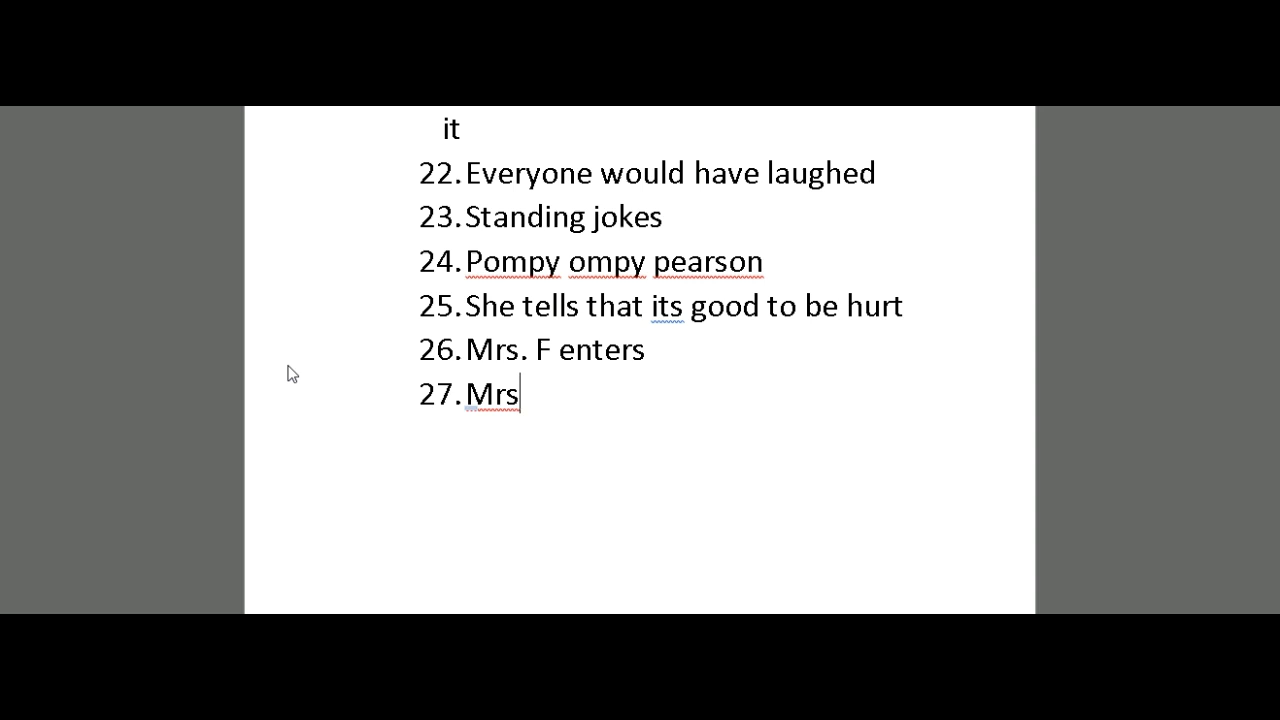 it
22. Everyone would have laughed
23. Standing jokes
24. Pompy ompy pearson
25. She tells that its good to be hurt
26. Mrs. F enters
27. Mrs